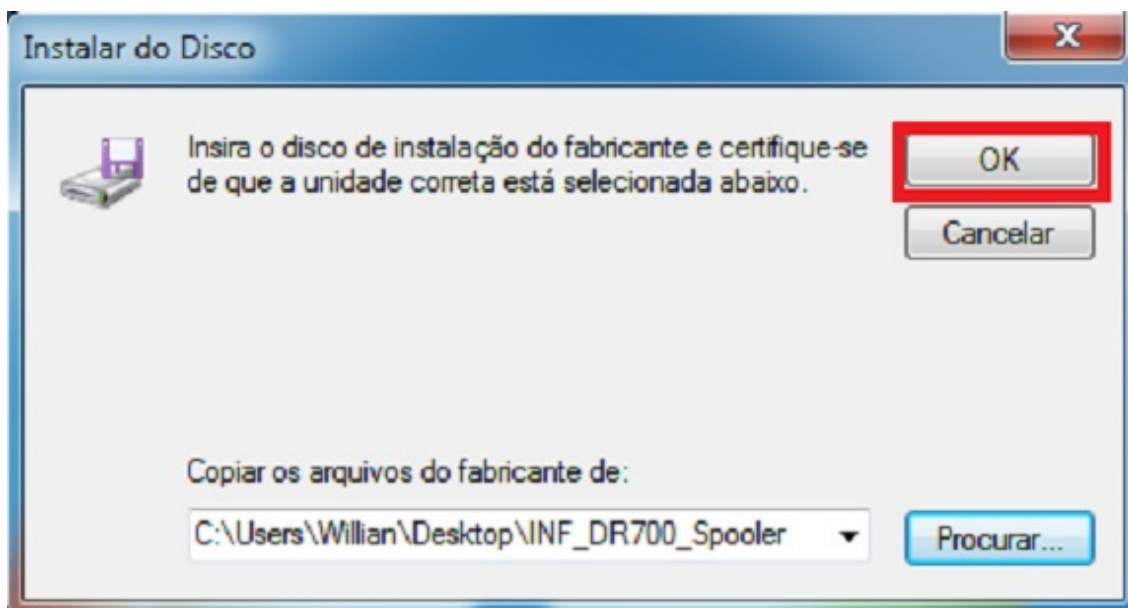 Instalar do Disco
x
Insira o disco de instalação do fabricante e certifique-se
de que a unidade correta está selecionada abaixo.
OK
Cancelar
Copiar os arquivos do fabricante de:
C:\Users\Willian\Desktop\INF_DR700_Spooler
Procurar...